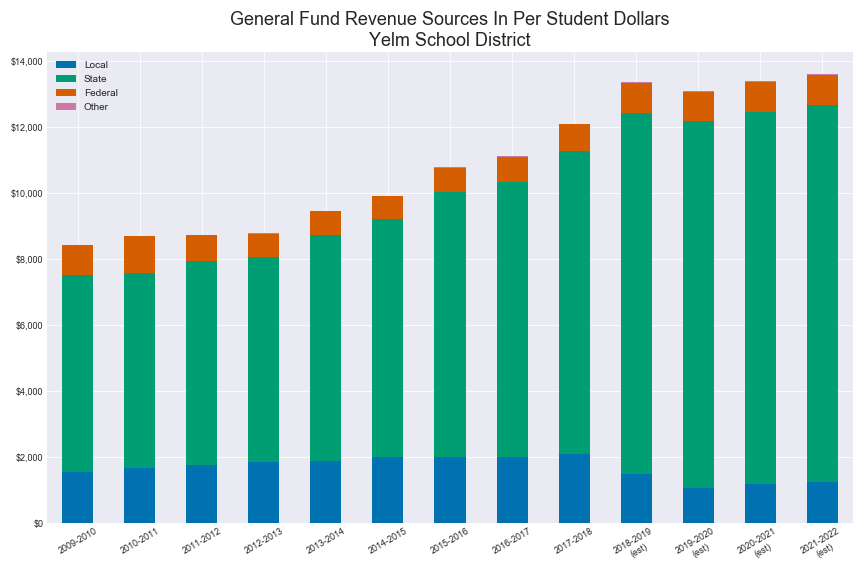 General Fund Revenue Sources In Per Student Dollars
Yelm School District
Local
State
Federal
Other
$14,000
$12,000
$10,000
$8,000
$6,000
$4,000
$2,000
$0
2009-2010
2010-2011
2011-2012
2012-2013
2013-2014
2014-2015
2015-2016
2016-2017
2017-2018
2018-2019
(est)
2019-2020
(est)
2020-2021
(est)
2021-2022
(est)